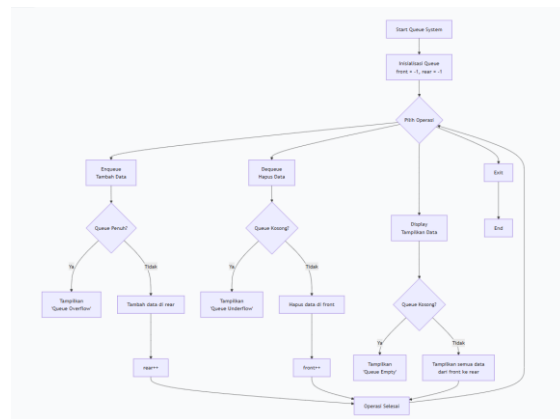 Start Queue System
Inisialisasi Queue
front = -1, rear = -1
Pilih Operasi
Enqueue
Tambah Data
Dequeue
Hapus Data
Exit
Display
Tampilkan Data
End
Queue Penuh?
Queue Kosong?
Ya
Tidak
Ya
Tidak
Tampilkan
'Queue Overflow'
Tambah data di rear
Tampilkan
'Queue Underflow'
Hapus data di front
Queue Kosong?
Ya
Tidak
rear++
front++
Tampilkan
'Queue Empty'
Tampilkan semua data
dari front ke rear
Operasi Selesai